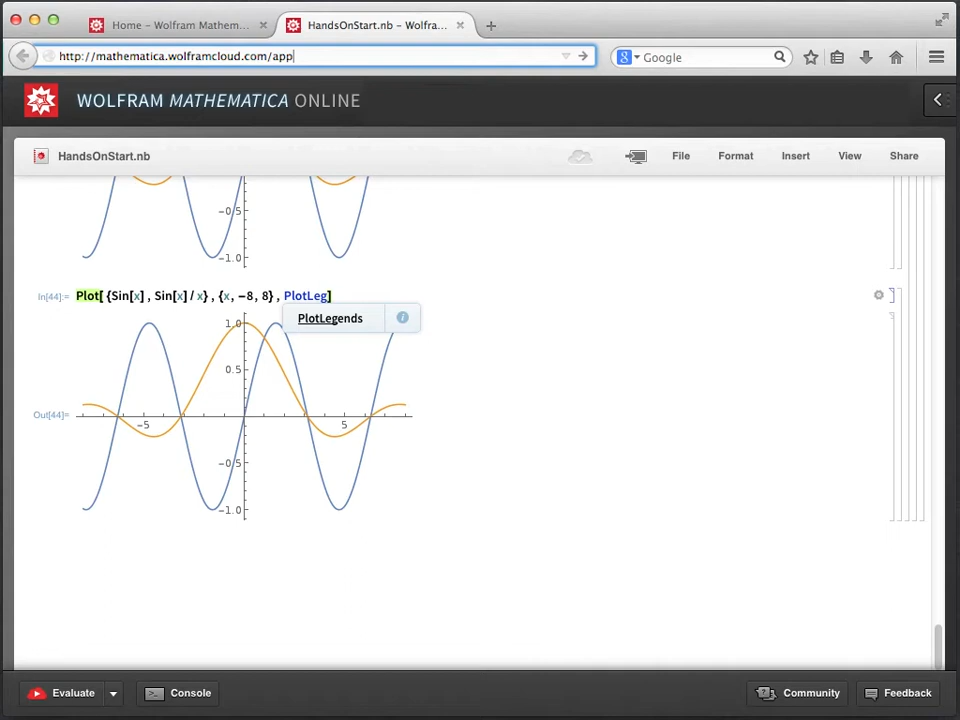 Home – Wolfram Mathem...
HandsOnStart.nb – Wolfra...
http://mathematica.wolframcloud.com/app
Google
WOLFRAM MATHEMATICA ONLINE
HandsOnStart.nb
File
Format
Insert
View
Share
−0.5
−1.0
In[44]:= Plot[ {Sin[x] , Sin[x] / x} , {x, −8, 8} , PlotLeg]
PlotLegends
1.0
0.5
Out[44]=
−5
5
−0.5
−1.0
Evaluate
Console
Community
Feedback